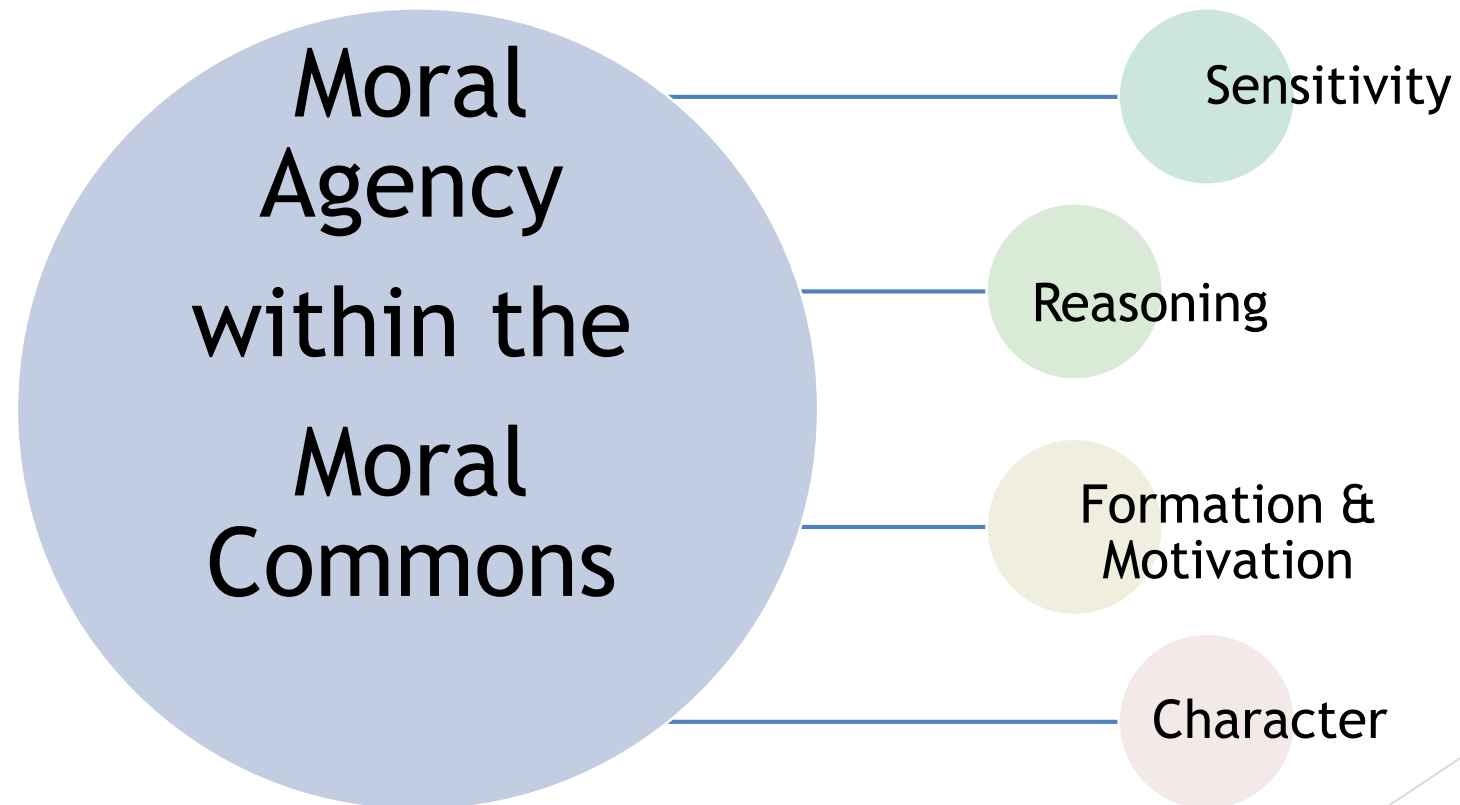 Moral
Agency
within the
Moral
Commons
Sensitivity
Reasoning
Formation &
Motivation
Character